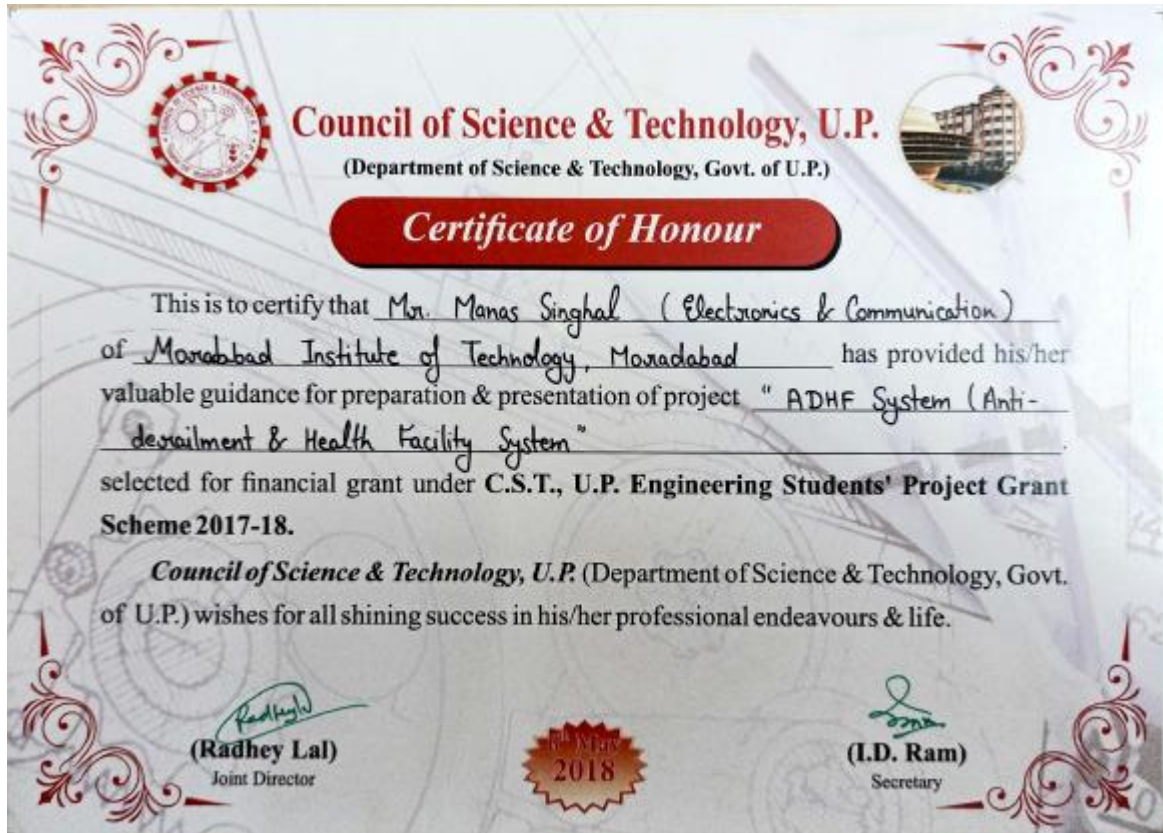 Council of Science & Technology, U.P.
(Department of Science & Technology, Govt. of U.P.)
Certificate of Honour
This is to certify that Mr. Manas Singhal (Electronics & Communication)
of Moradabad Institute of Technology, Moradabad has provided his/her
valuable guidance for preparation & presentation of project "ADHF System (Anti-
derailment & Health Facility System"
selected for financial grant under C.S.T., U.P. Engineering Students' Project Grant
Scheme 2017-18.
Council of Science & Technology, U.P. (Department of Science & Technology, Govt.
of U.P.) wishes for all shining success in his/her professional endeavours & life.
(Radhey Lal)
Joint Director
May
2018
(I.D. Ram)
Secretary